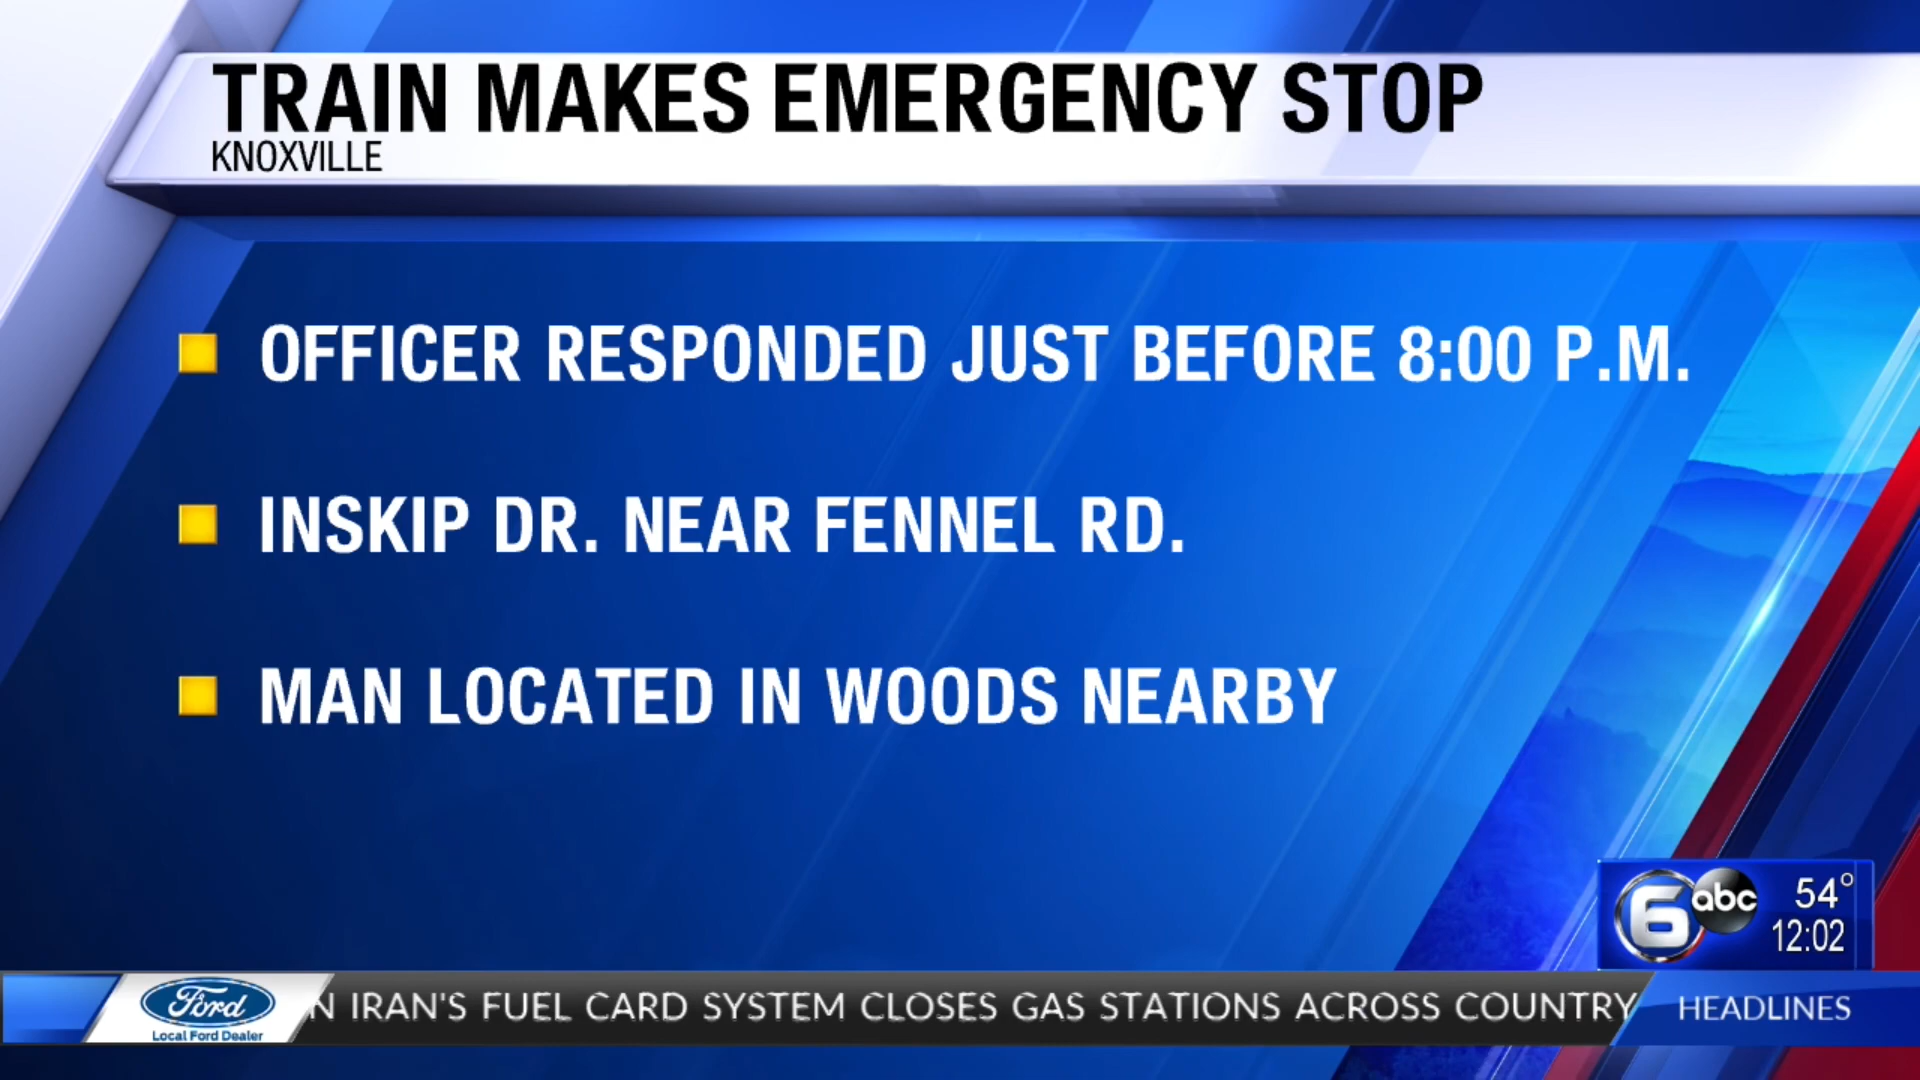 TRAIN MAKES EMERGENCY STOP
KNOXVILLE
OFFICER RESPONDED JUST BEFORE 8:00 P.M.
INSKIP DR. NEAR FENNEL RD.
MAN LOCATED IN WOODS NEARBY
6 abc 54°
12:02
Ford
Local Ford Dealer
N IRAN'S FUEL CARD SYSTEM CLOSES GAS STATIONS ACROSS COUNTRY
HEADLINES